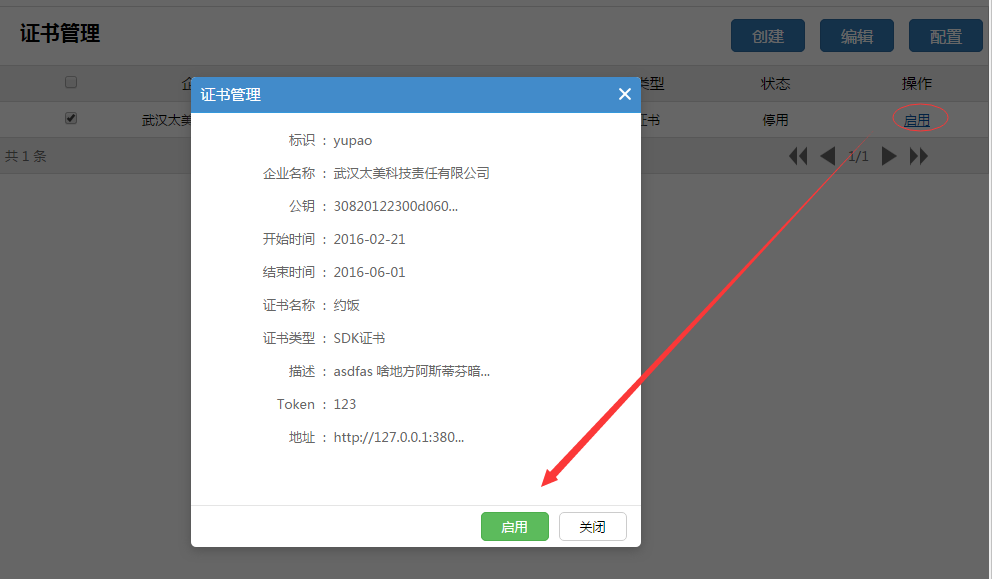 证书管理
创建 编辑 配置
企 类型 状态 操作
武汉太美 证书 停用 启用
共 1 条
1/1
证书管理
标识 : yupao
企业名称 : 武汉太美科技责任有限公司
公钥 : 30820122300d060...
开始时间 : 2016-02-21
结束时间 : 2016-06-01
证书名称 : 约饭
证书类型 : SDK证书
描述 : asdfas 啥地方阿斯蒂芬暗...
Token : 123
地址 : http://127.0.0.1:380...
启用 关闭